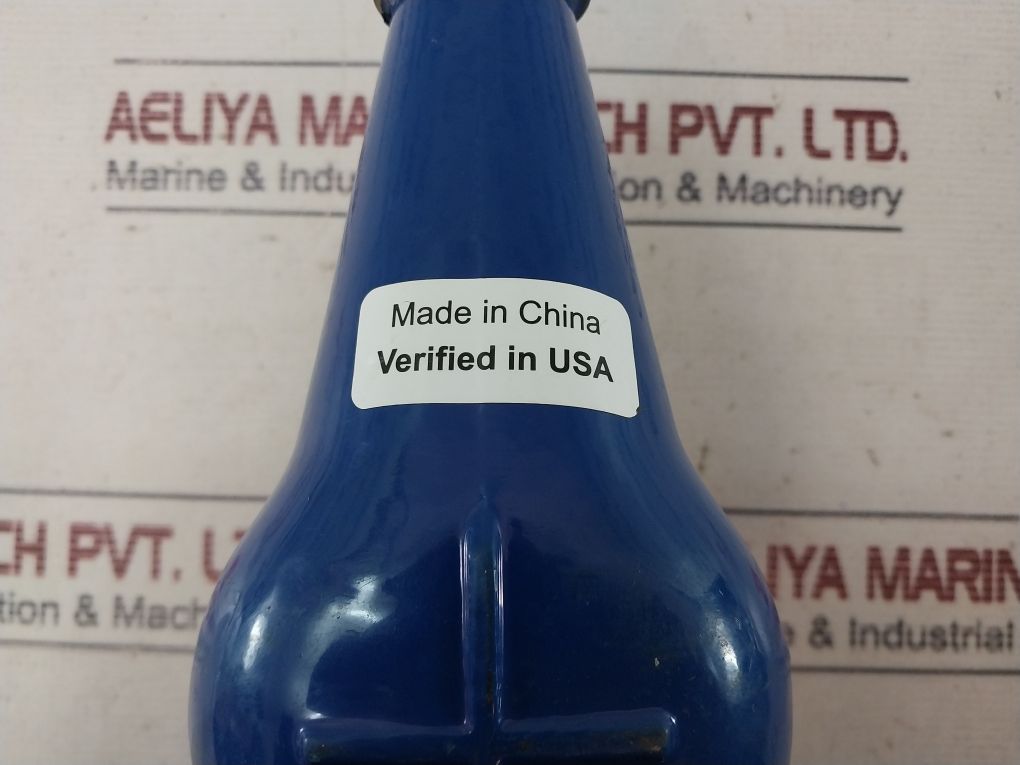 AELIYA MA CH PVT. LTD.
Marine & Indu on & Machinery
Made in China
Verified in USA
CH PVT. L LIYA MARIN
tion & Mach & Industrial